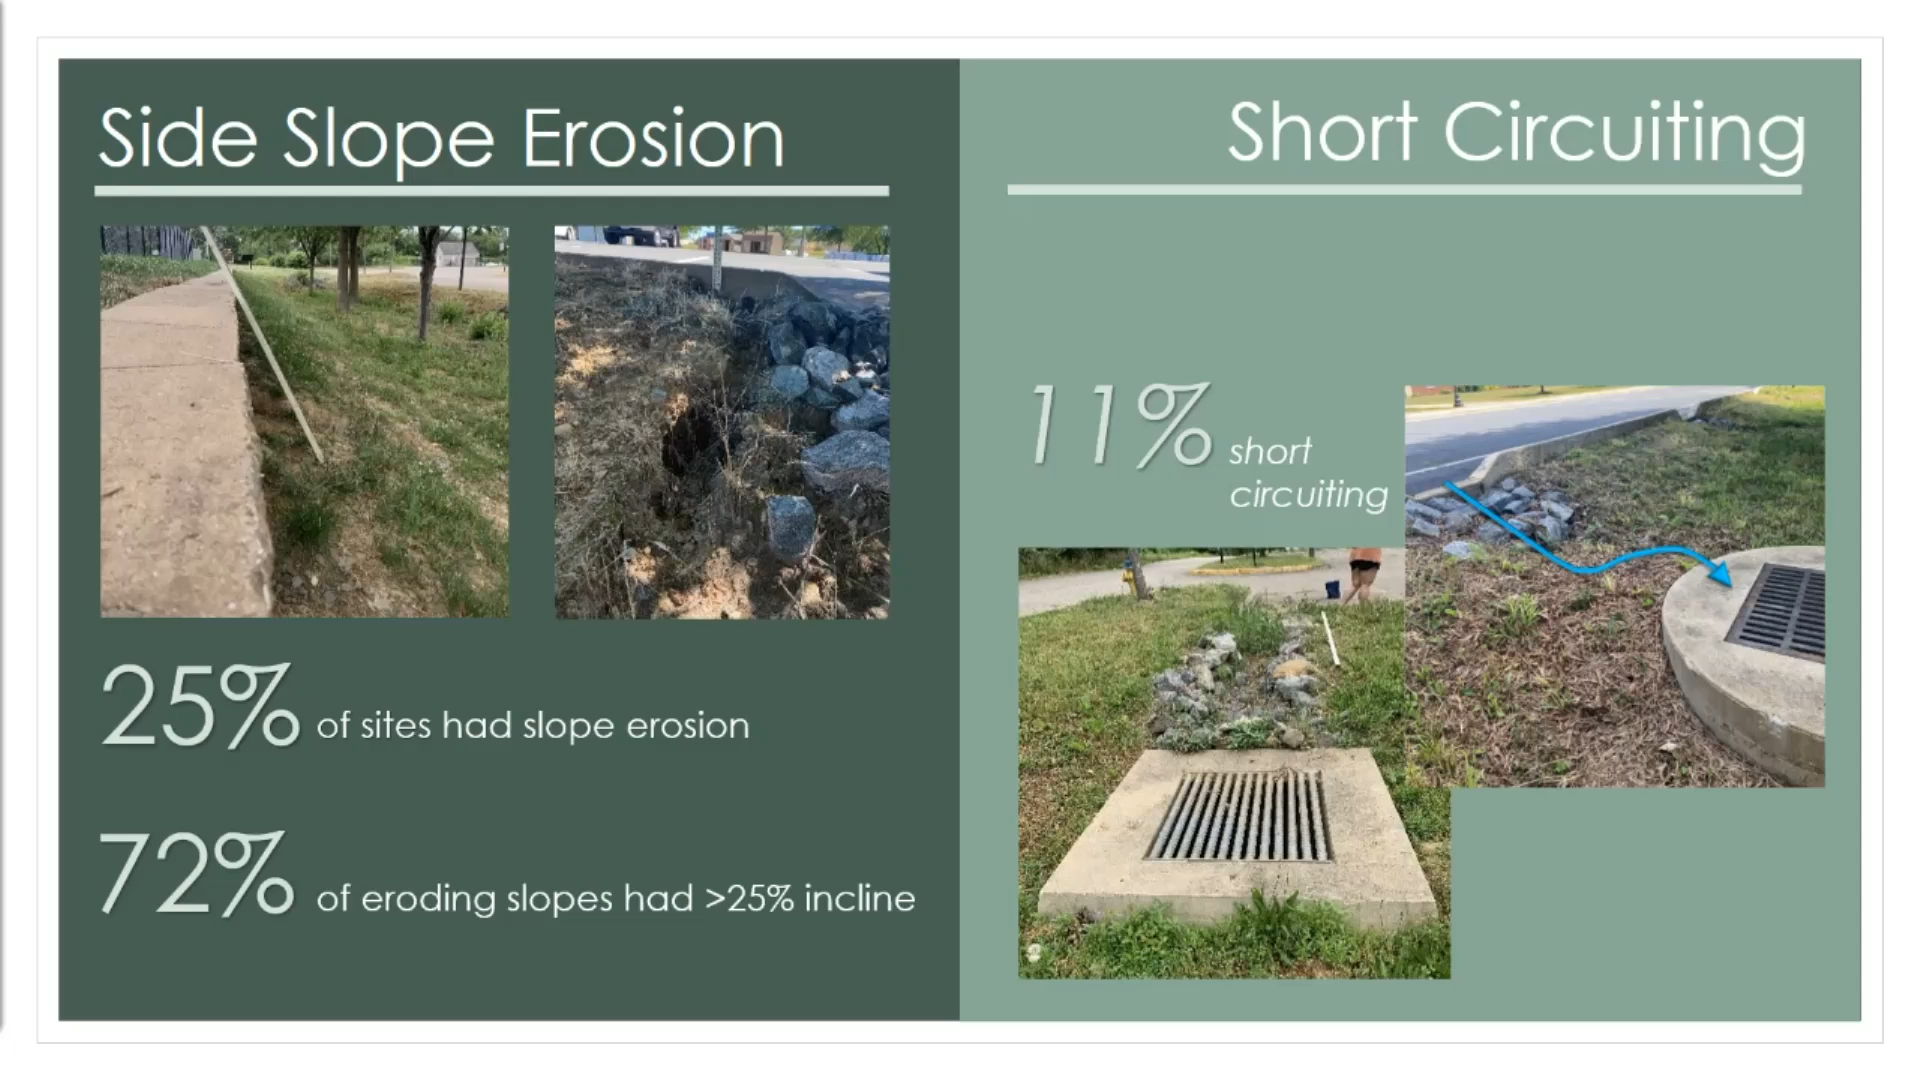 Side Slope Erosion
25% of sites had slope erosion
72% of eroding slopes had >25% incline
Short Circuiting
11% short
circuiting